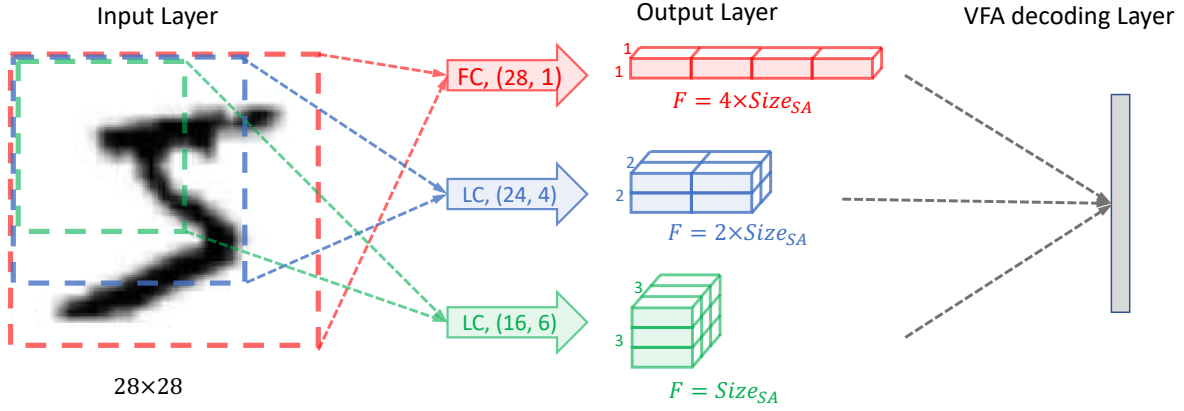 Input Layer
Output Layer
VFA decoding Layer
FC, (28, 1)
1
1
F = 4×Size_SA
LC, (24, 4)
2
2
F = 2×Size_SA
LC, (16, 6)
3
3
F = Size_SA
28×28